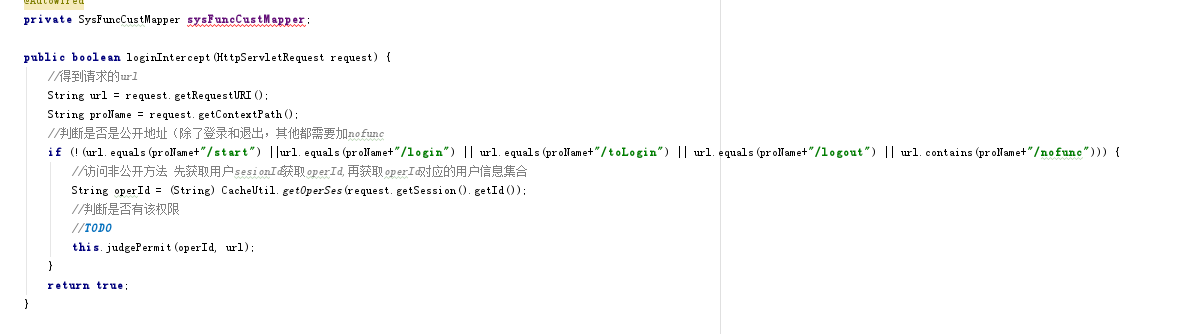 @Autowired
private SysFuncCustMapper sysFuncCustMapper;
public boolean loginIntercept(HttpServletRequest request) {
//得到请求的url
String url = request.getRequestURI();
String proName = request.getContextPath();
//判断是否是公开地址（除了登录和退出，其他都需要加nofunc
if (!(url.equals(proName+"/start") ||url.equals(proName+"/login") || url.equals(proName+"/toLogin") || url.equals(proName+"/logout") || url.contains(proName+"/nofunc"))) {
//访问非公开方法 先获取用户sesionId获取operId,再获取operId对应的用户信息集合
String operId = (String) CacheUtil.getOperSes(request.getSession().getId());
//判断是否有该权限
//TODO
this.judgePermit(operId, url);
}
return true;
}